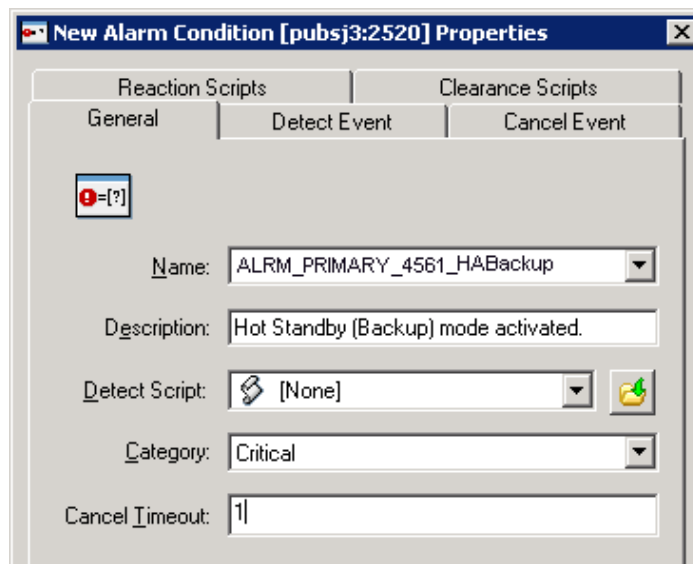 New Alarm Condition [pubsj3:2520] Properties
Reaction Scripts Clearance Scripts
General Detect Event Cancel Event
!=[?]
Name: ALRM_PRIMARY_4561_HABackup
Description: Hot Standby (Backup) mode activated.
Detect Script: [None]
Category: Critical
Cancel Timeout: 1